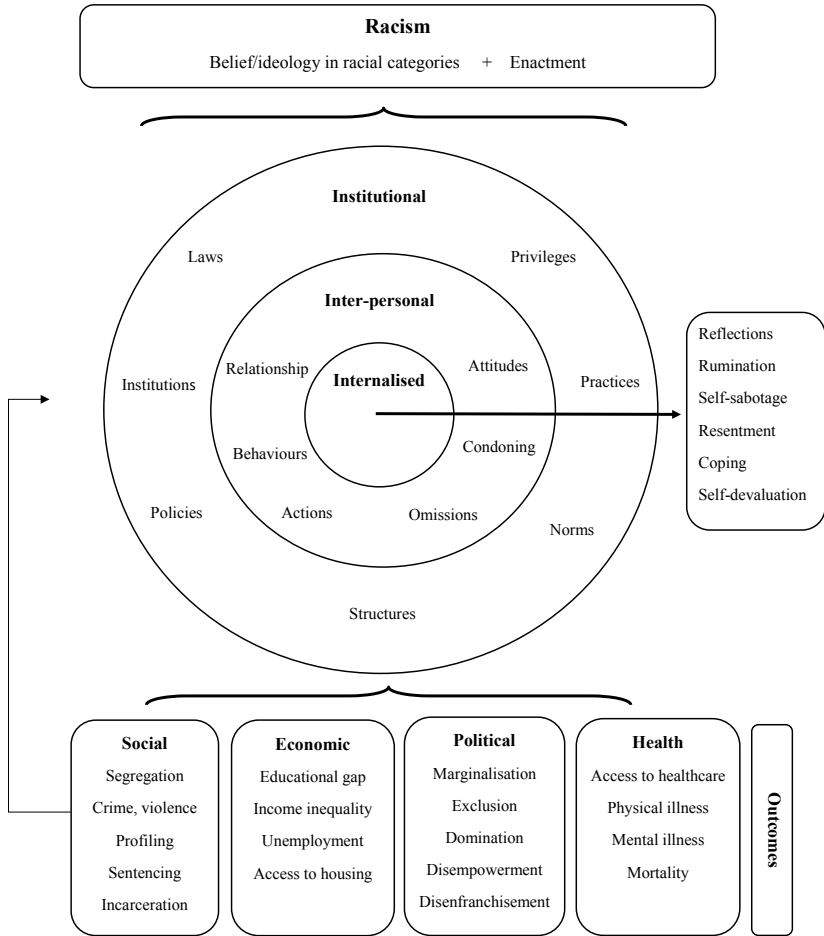 Racism
Belief/ideology in racial categories + Enactment
Institutional
Laws
Privileges
Inter-personal
Relationship
Attitudes
Internalised
Institutions
Practices
Behaviours
Condoning
Policies
Actions
Omissions
Norms
Structures
Reflections
Rumination
Self-sabotage
Resentment
Coping
Self-devaluation
Social
Segregation
Crime, violence
Profiling
Sentencing
Incarceration
Economic
Educational gap
Income inequality
Unemployment
Access to housing
Political
Marginalisation
Exclusion
Domination
Disempowerment
Disenfranchisement
Health
Access to healthcare
Physical illness
Mental illness
Mortality
Outcomes